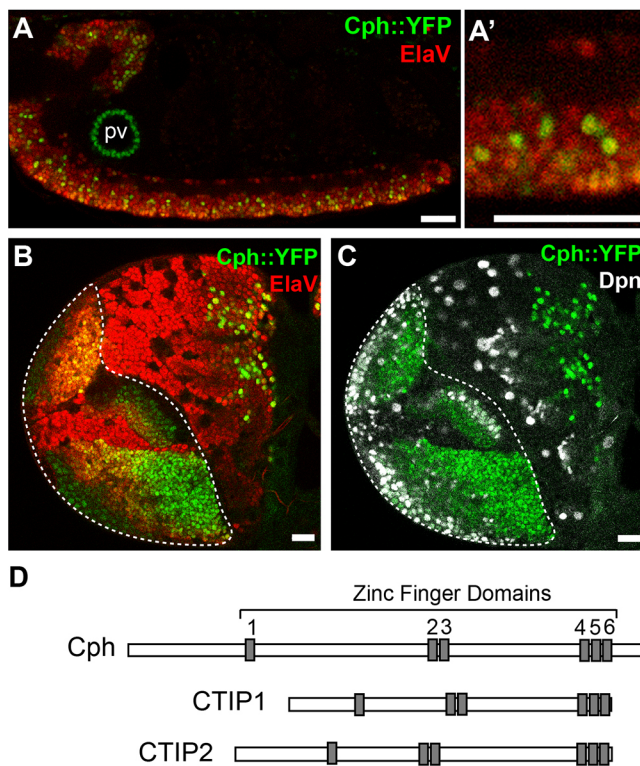 A
Cph::YFP
ElaV
pv
A'
B
Cph::YFP
ElaV
C
Cph::YFP
Dpn
D
Zinc Finger Domains
1 23 456
Cph
CTIP1
CTIP2